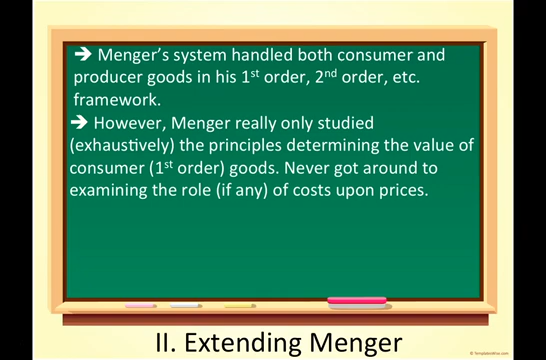 ➔ Menger's system handled both consumer and
producer goods in his 1st order, 2nd order, etc.
framework.
➔ However, Menger really only studied
(exhaustively) the principles determining the value of
consumer (1st order) goods. Never got around to
examining the role (if any) of costs upon prices.
II. Extending Menger